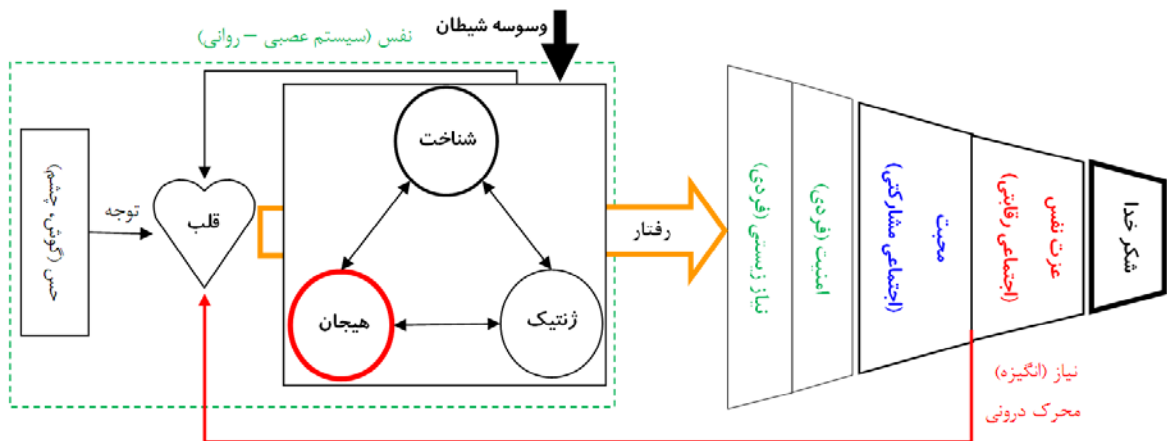 وسوسه شیطان
نفس (سیستم عصبی – روانی)
حس (گوش، چشم)
توجه
قلب
شناخت
هیجان
ژنتیک
رفتار
نیاز زیستی (فردی)
امنیت (فردی)
محبت
(اجتماعی مشارکتی)
عزت نفس
(اجتماعی رقابتی)
شکر خدا
نیاز (انگیزه)
محرک درونی